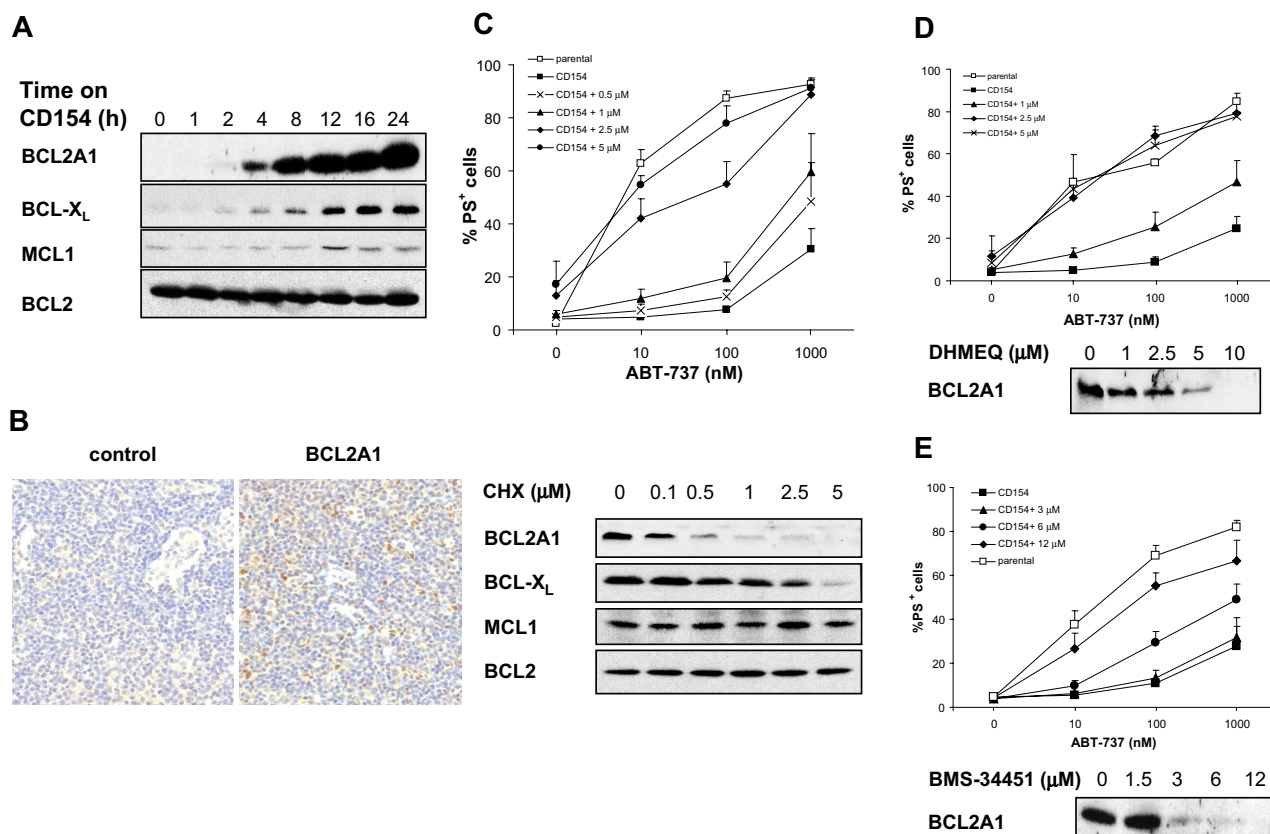 A
Time on
CD154 (h) 0 1 2 4 8 12 16 24
BCL2A1
BCL-XL
MCL1
BCL2
B
control BCL2A1
C
parental
CD154
CD154 + 0.5 μM
CD154 + 1 μM
CD154 + 2.5 μM
CD154 + 5 μM
% PS+ cells
100
80
60
40
20
0
0 10 100 1000
ABT-737 (nM)
CHX (μM) 0 0.1 0.5 1 2.5 5
BCL2A1
BCL-XL
MCL1
BCL2
D
parental
CD154
CD154+ 1 μM
CD154+ 2.5 μM
CD154+ 5 μM
% PS+ cells
100
80
60
40
20
0
0 10 100 1000
ABT-737 (nM)
DHMEQ (μM) 0 1 2.5 5 10
BCL2A1
E
CD154
CD154+ 3 μM
CD154+ 6 μM
CD154+ 12 μM
parental
%PS+ cells
100
80
60
40
20
0
0 10 100 1000
ABT-737 (nM)
BMS-34451 (μM) 0 1.5 3 6 12
BCL2A1